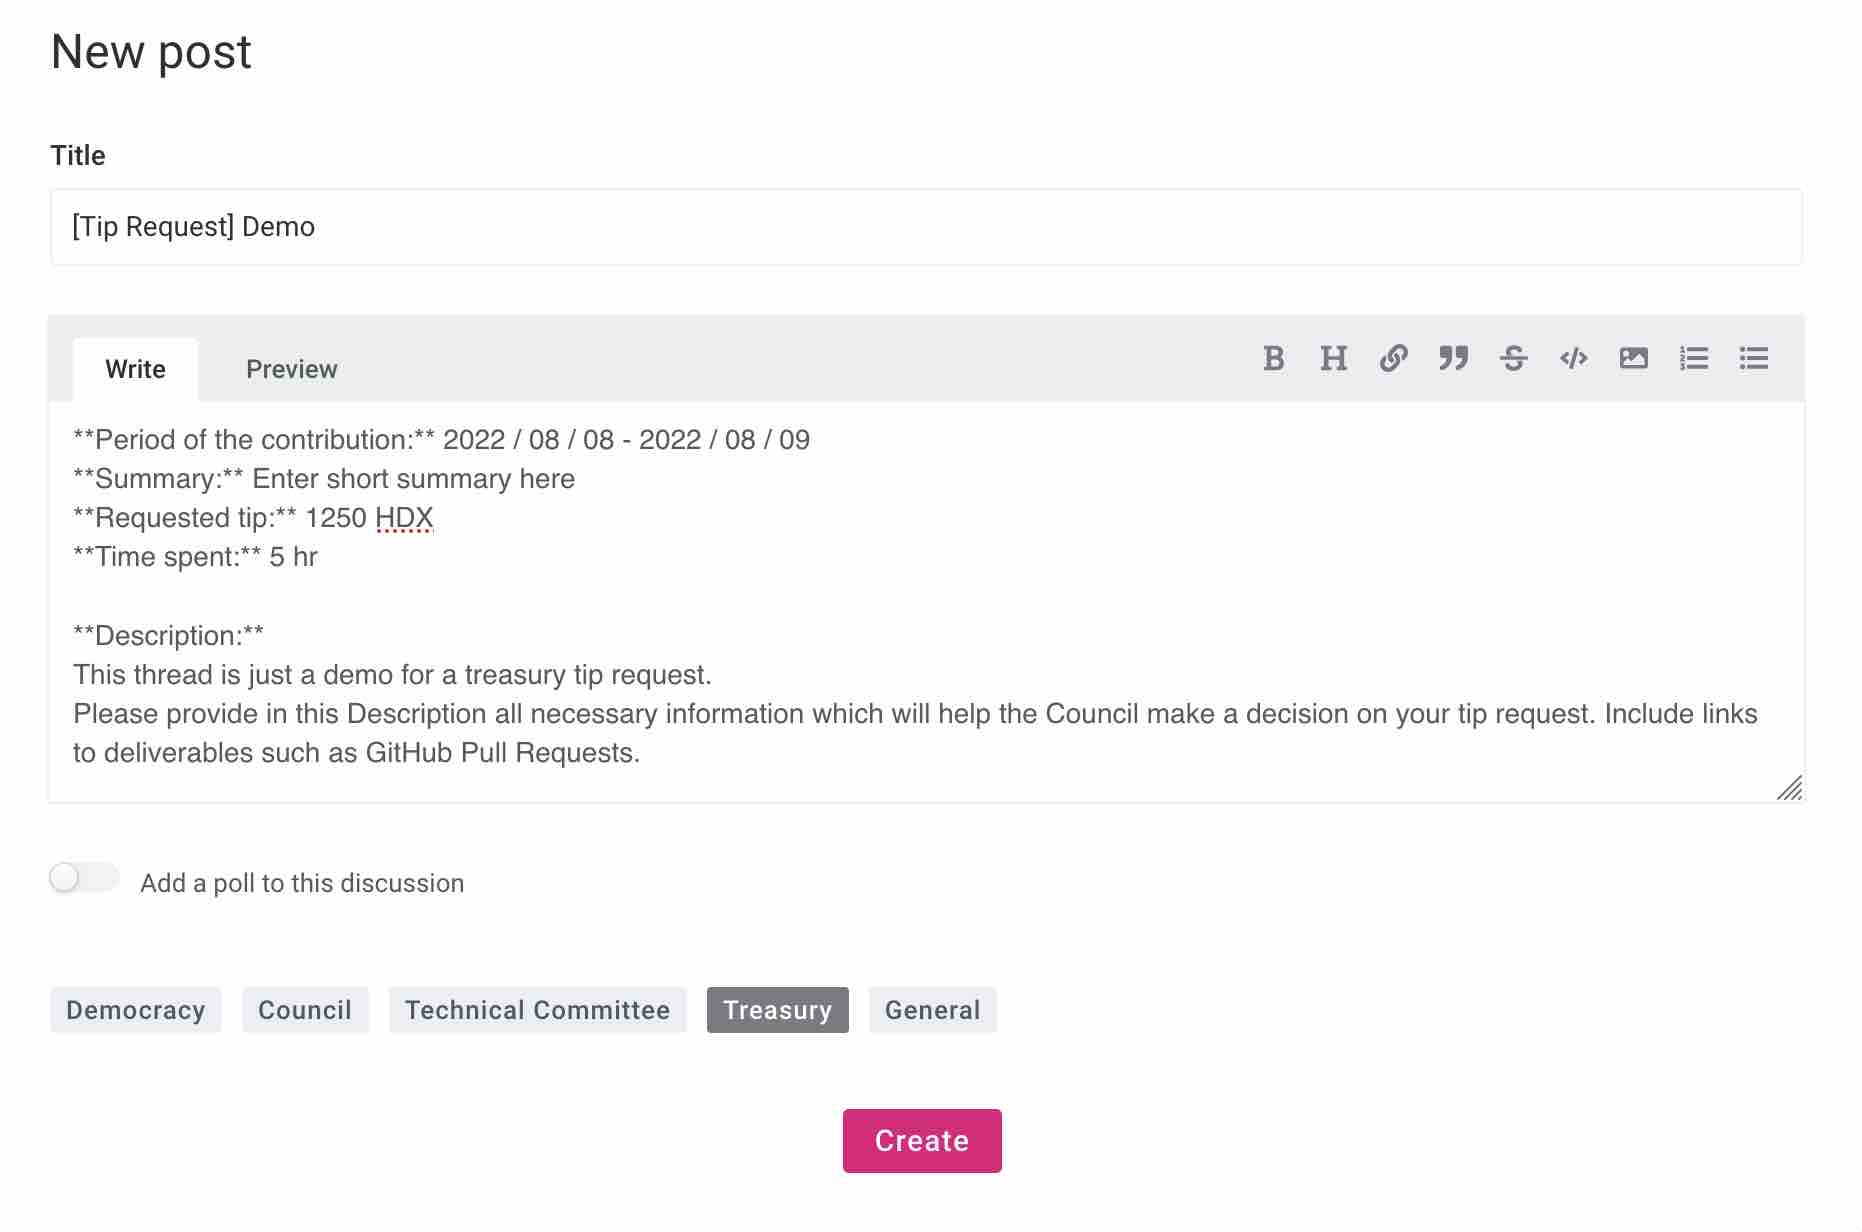 New post
Title
[Tip Request] Demo
Write Preview
**Period of the contribution:** 2022 / 08 / 08 - 2022 / 08 / 09
**Summary:** Enter short summary here
**Requested tip:** 1250 HDX
**Time spent:** 5 hr
**Description:**
This thread is just a demo for a treasury tip request.
Please provide in this Description all necessary information which will help the Council make a decision on your tip request. Include links
to deliverables such as GitHub Pull Requests.
Add a poll to this discussion
Democracy Council Technical Committee Treasury General
Create